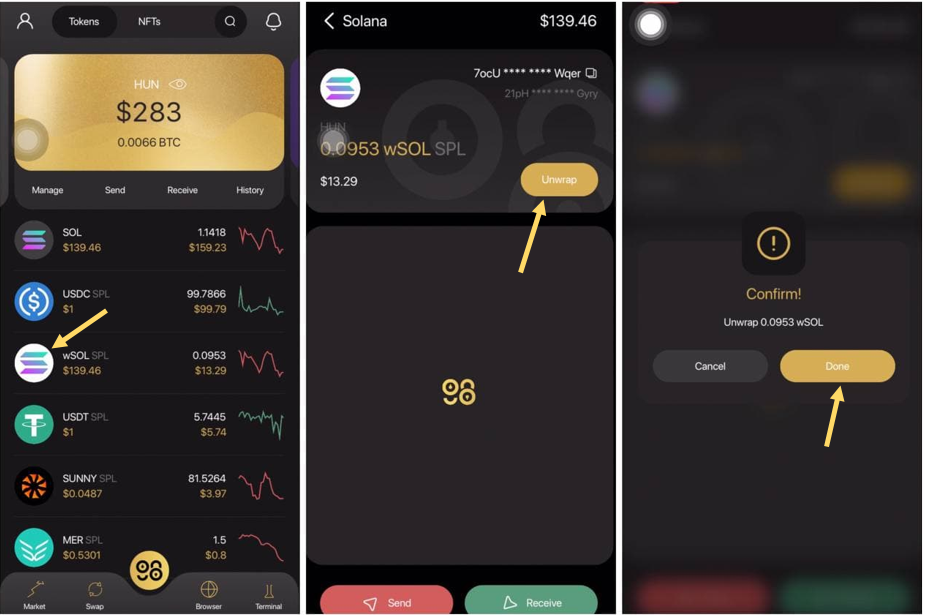 Tokens NFTs
HUN
$283
0.0066 BTC
Manage Send Receive History
SOL 1.1418
$139.46 $159.23
USDC SPL 99.7866
$1 $99.79
wSOL SPL 0.0953
$139.46 $13.29
USDT SPL 5.7445
$1 $5.74
SUNNY SPL 81.5264
$0.0487 $3.97
MER SPL 1.5
$0.5301 $0.8
Market Swap Browser Terminal
Solana $139.46
7ocU **** **** Wqer
21pH **** **** Gyry
HUN
0.0953 wSOL SPL
$13.29 Unwrap
Send Receive
Confirm!
Unwrap 0.0953 wSOL
Cancel Done